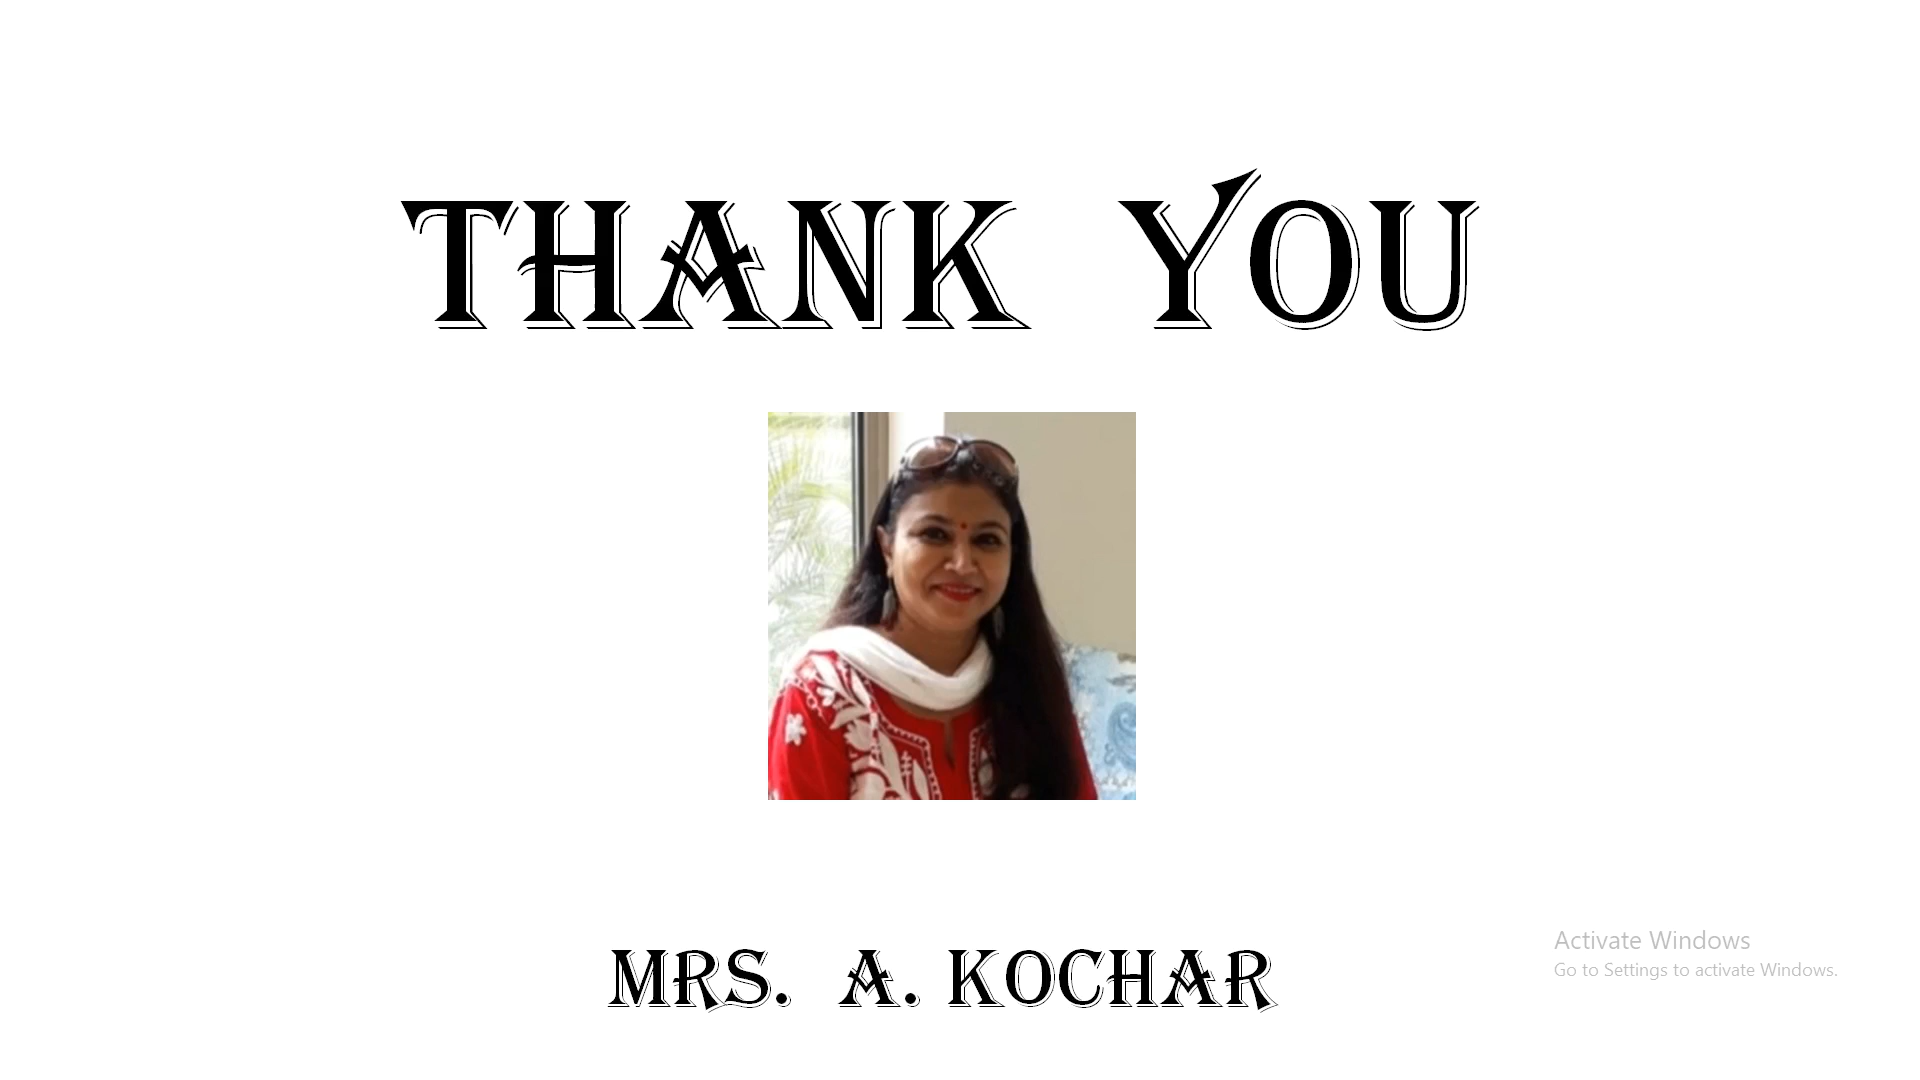 THANK YOU
MRS. A. KOCHAR
Activate Windows
Go to Settings to activate Windows.